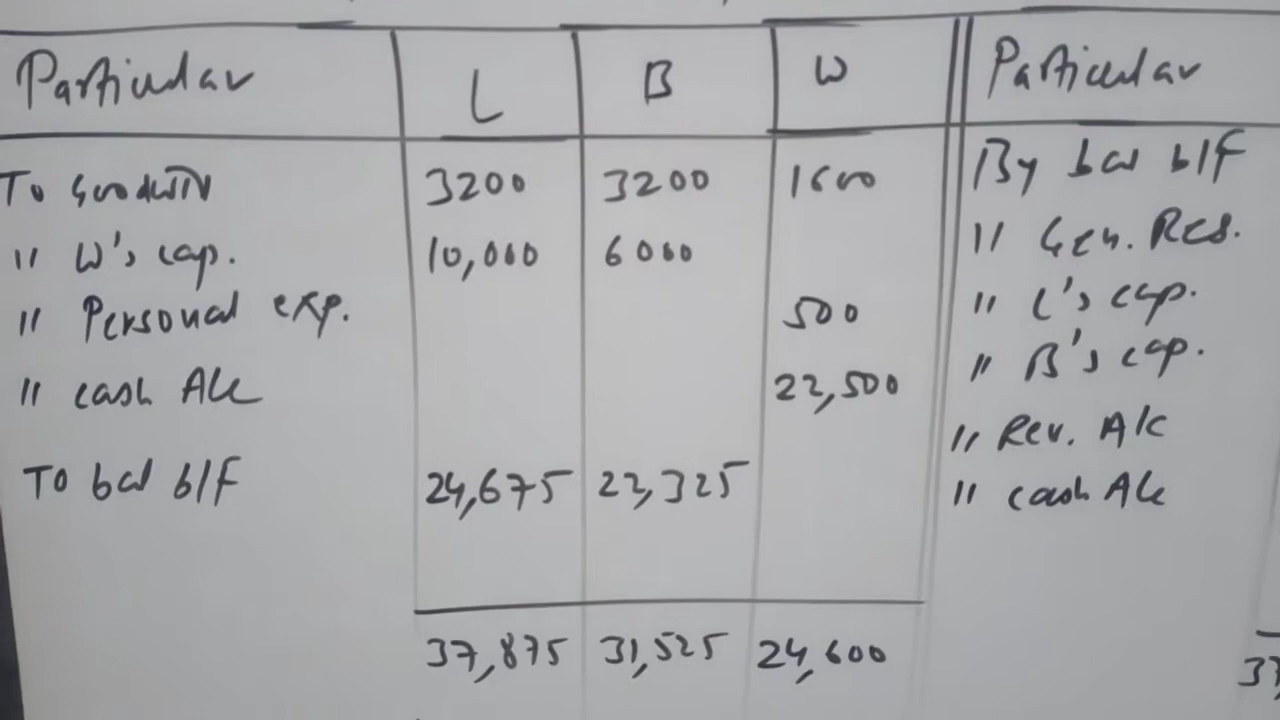 Particular L B W Particular
To Goodwill 3200 3200 1600 By bal b/F
" W's cap. 10,000 6000 " Gen. Res.
" Personal exp. 500 " L's cap.
" cash A/c 22,500 " B's cap.
" Rev. A/c
To bal b/F 24,675 22,325 " cash A/c
37,875 31,525 24,600